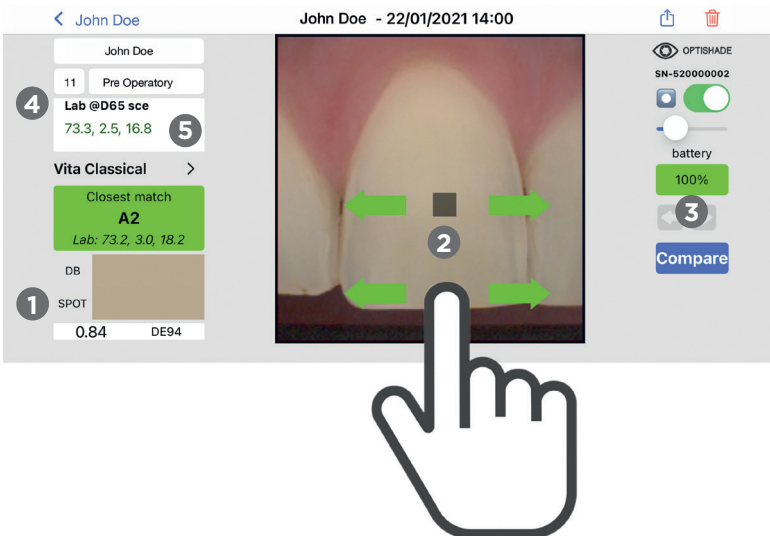 John Doe
John Doe - 22/01/2021 14:00
John Doe
11 Pre Operatory
4
Lab @D65 sce
73.3, 2.5, 16.8
5
Vita Classical >
Closest match
A2
Lab: 73.2, 3.0, 18.2
DB
SPOT
1
0.84 DE94
2
OPTISHADE
SN-520000002
battery
100%
3
Compare